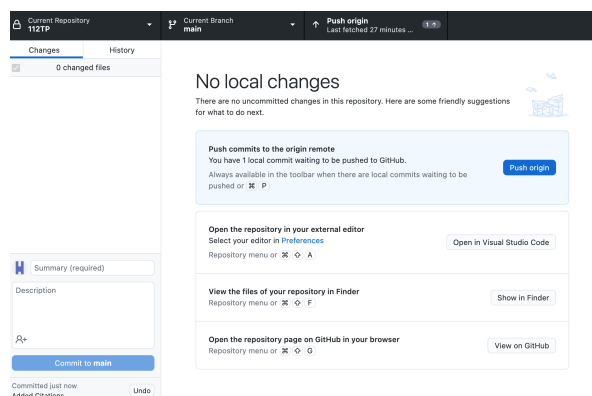 Current Repository
112TP
Current Branch
main
Push origin
Last fetched 27 minutes ...
1
Changes
History
0 changed files
No local changes
There are no uncommitted changes in this repository. Here are some friendly suggestions
for what to do next.
Push commits to the origin remote
You have 1 local commit waiting to be pushed to GitHub.
Always available in the toolbar when there are local commits waiting to be
pushed or ⌘ P
Push origin
Open the repository in your external editor
Select your editor in Preferences
Repository menu or ⌘ ⇧ A
Open in Visual Studio Code
View the files of your repository in Finder
Repository menu or ⌘ ⇧ F
Show in Finder
Open the repository page on GitHub in your browser
Repository menu or ⌘ ⇧ G
View on GitHub
Summary (required)
Description
Commit to main
Committed just now
Added Citations
Undo